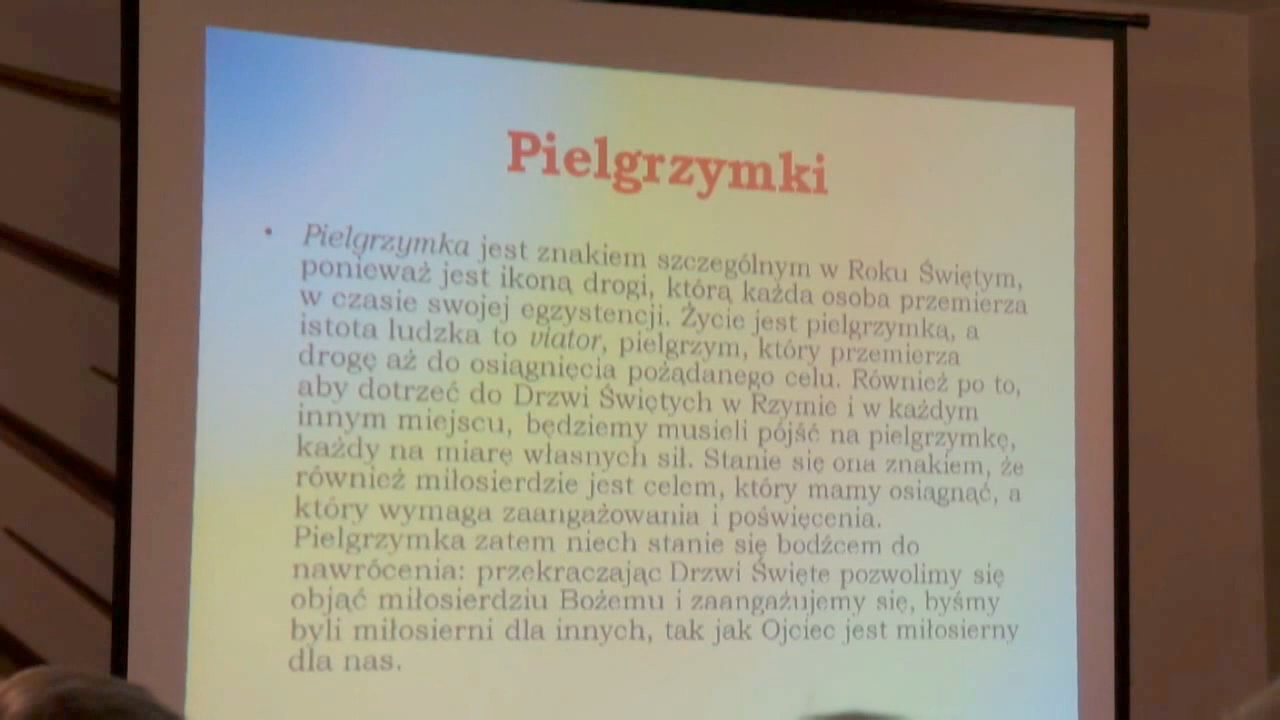 Pielgrzymki
• Pielgrzymka jest znakiem szczególnym w Roku Świętym,
ponieważ jest ikoną drogi, którą każda osoba przemierza
w czasie swojej egzystencji. Życie jest pielgrzymką, a
istota ludzka to viator, pielgrzym, który przemierza
drogę aż do osiągnięcia pożądanego celu. Również po to,
aby dotrzeć do Drzwi Świętych w Rzymie i w każdym
innym miejscu, będziemy musieli pójść na pielgrzymkę,
każdy na miarę własnych sił. Stanie się ona znakiem, że
również miłosierdzie jest celem, który mamy osiągnąć, a
który wymaga zaangażowania i poświęcenia.
Pielgrzymka zatem niech stanie się bodźcem do
nawrócenia: przekraczając Drzwi Święte pozwolimy się
objąć miłosierdziu Bożemu i zaangażujemy się, byśmy
byli miłosierni dla innych, tak jak Ojciec jest miłosierny
dla nas.